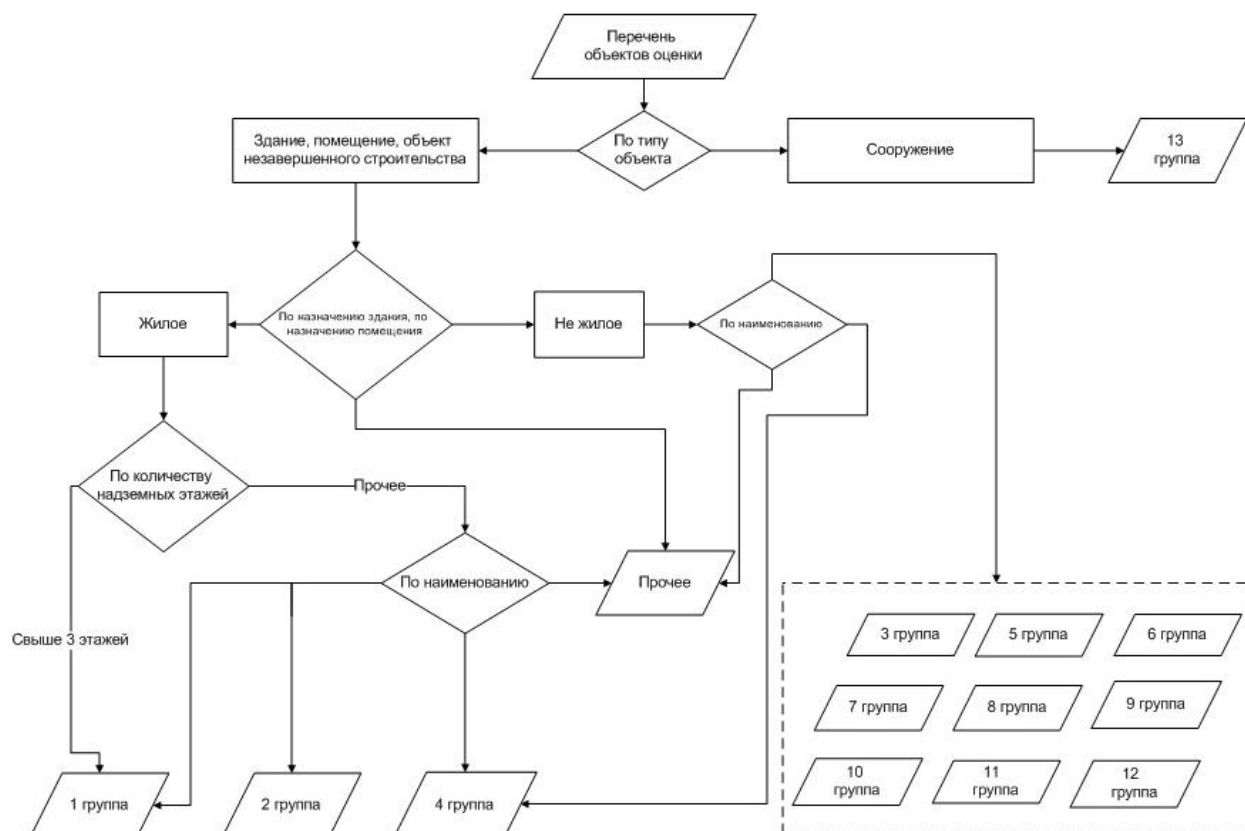 Перечень
объектов оценки
Здание, помещение, объект
незавершенного строительства
По типу
объекта
Сооружение
13
группа
Жилое
По назначению здания, по
назначению помещения
Не жилое
По наименованию
По количеству
надземных этажей
Прочее
По наименованию
Прочее
Свыше 3 этажей
3 группа
5 группа
6 группа
7 группа
8 группа
9 группа
10
группа
11
группа
12
группа
1 группа
2 группа
4 группа